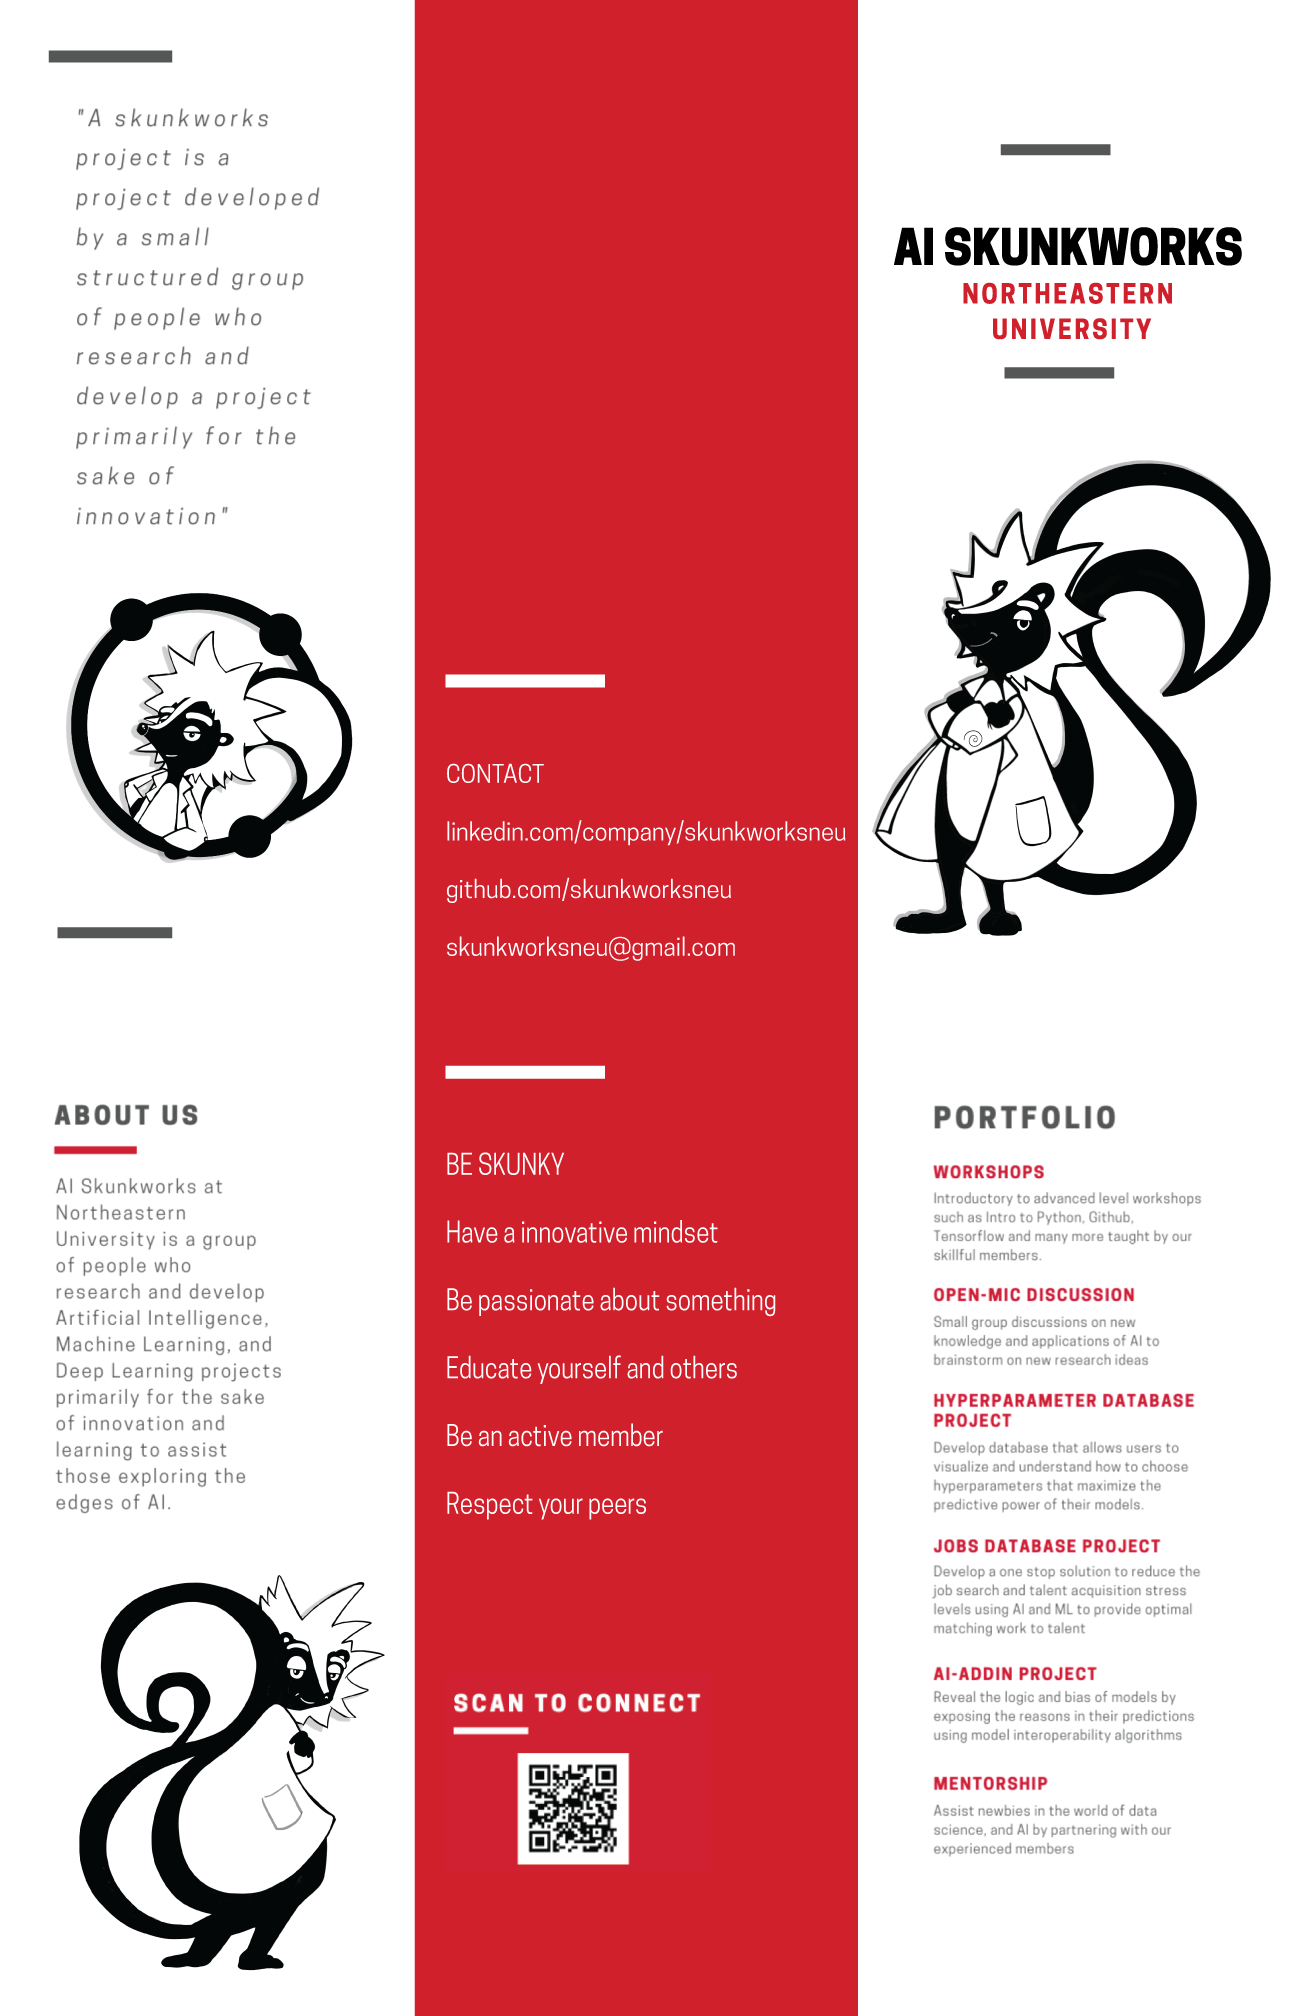 "A skunkworks
project is a
project developed
by a small
structured group
of people who
research and
develop a project
primarily for the
sake of
innovation"
ABOUT US
AI Skunkworks at
Northeastern
University is a group
of people who
research and develop
Artificial Intelligence,
Machine Learning, and
Deep Learning projects
primarily for the sake
of innovation and
learning to assist
those exploring the
edges of AI.
CONTACT
linkedin.com/company/skunkworksneu
github.com/skunkworksneu
skunkworksneu@gmail.com
BE SKUNKY
Have a innovative mindset
Be passionate about something
Educate yourself and others
Be an active member
Respect your peers
SCAN TO CONNECT
AI SKUNKWORKS
NORTHEASTERN
UNIVERSITY
PORTFOLIO
WORKSHOPS
Introductory to advanced level workshops
such as Intro to Python, Github,
Tensorflow and many more taught by our
skillful members.
OPEN-MIC DISCUSSION
Small group discussions on new
knowledge and applications of AI to
brainstorm on new research ideas
HYPERPARAMETER DATABASE
PROJECT
Develop database that allows users to
visualize and understand how to choose
hyperparameters that maximize the
predictive power of their models.
JOBS DATABASE PROJECT
Develop a one stop solution to reduce the
job search and talent acquisition stress
levels using AI and ML to provide optimal
matching work to talent
AI-ADDIN PROJECT
Reveal the logic and bias of models by
exposing the reasons in their predictions
using model interoperability algorithms
MENTORSHIP
Assist newbies in the world of data
science, and AI by partnering with our
experienced members